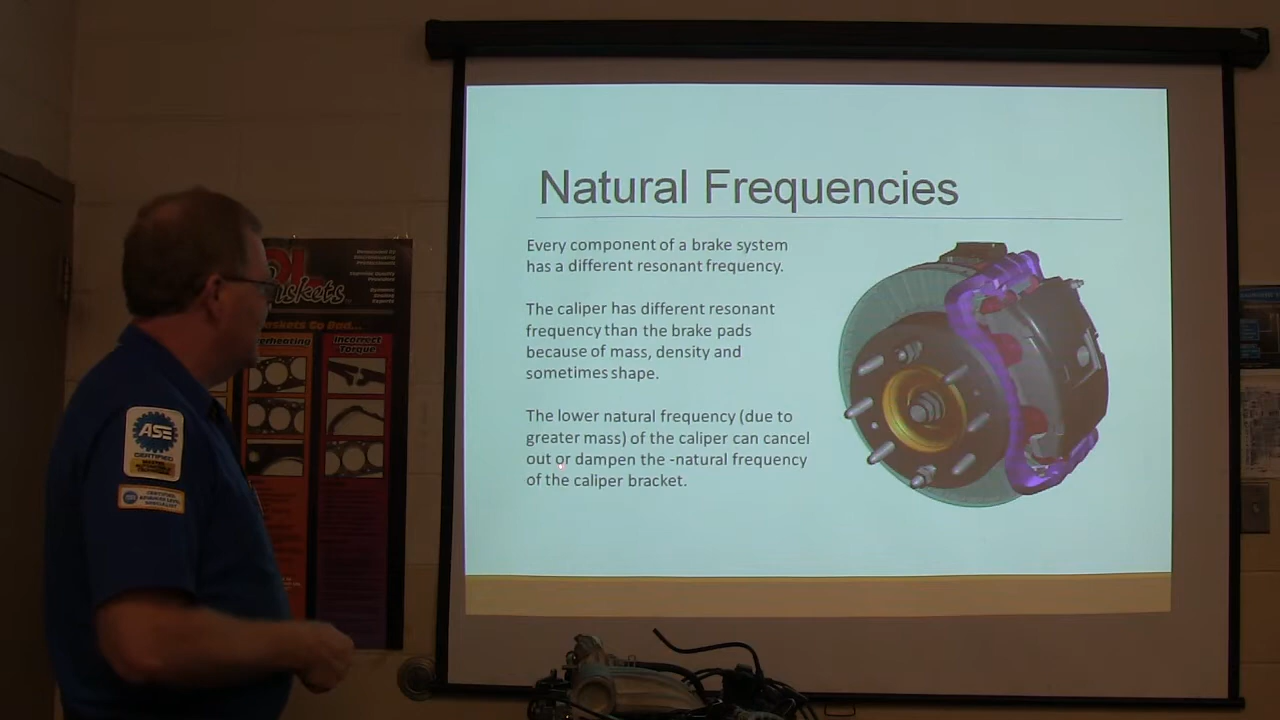 Natural Frequencies
Every component of a brake system
has a different resonant frequency.
The caliper has different resonant
frequency than the brake pads
because of mass, density and
sometimes shape.
The lower natural frequency (due to
greater mass) of the caliper can cancel
out or dampen the -natural frequency
of the caliper bracket.
ASE
CERTIFIED
Incorrect
Torque